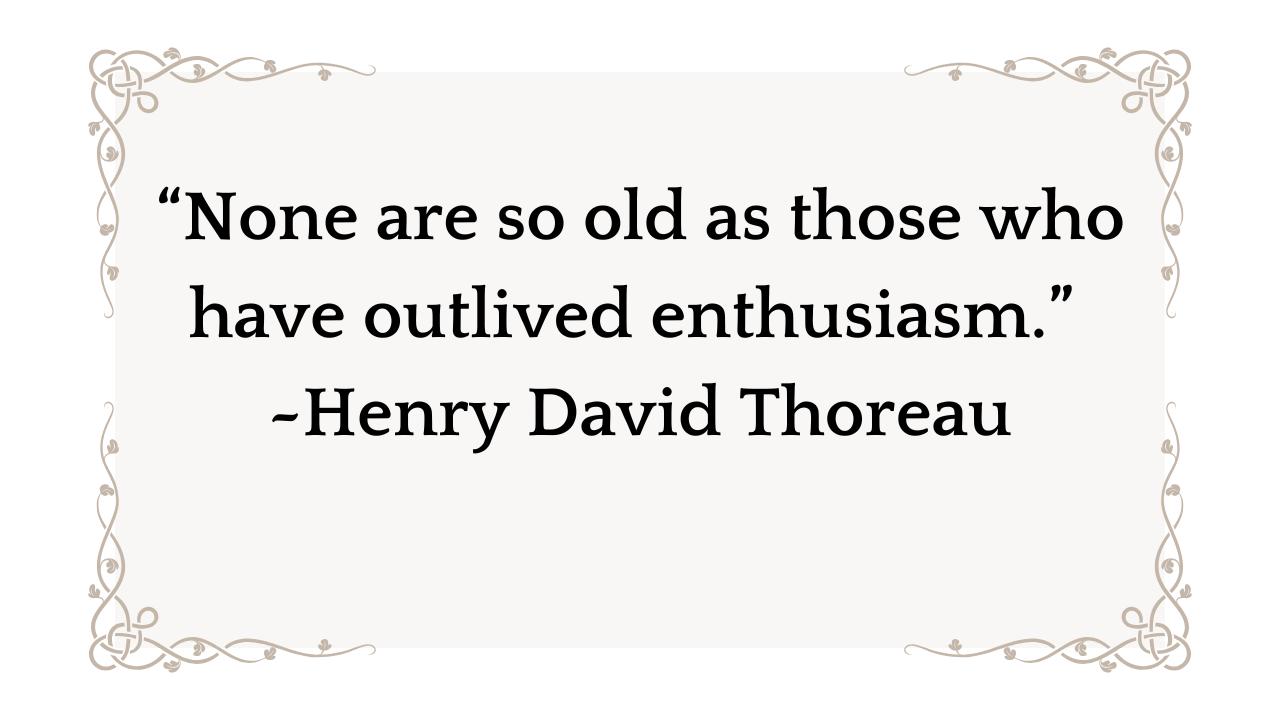 “None are so old as those who
have outlived enthusiasm.”
~Henry David Thoreau